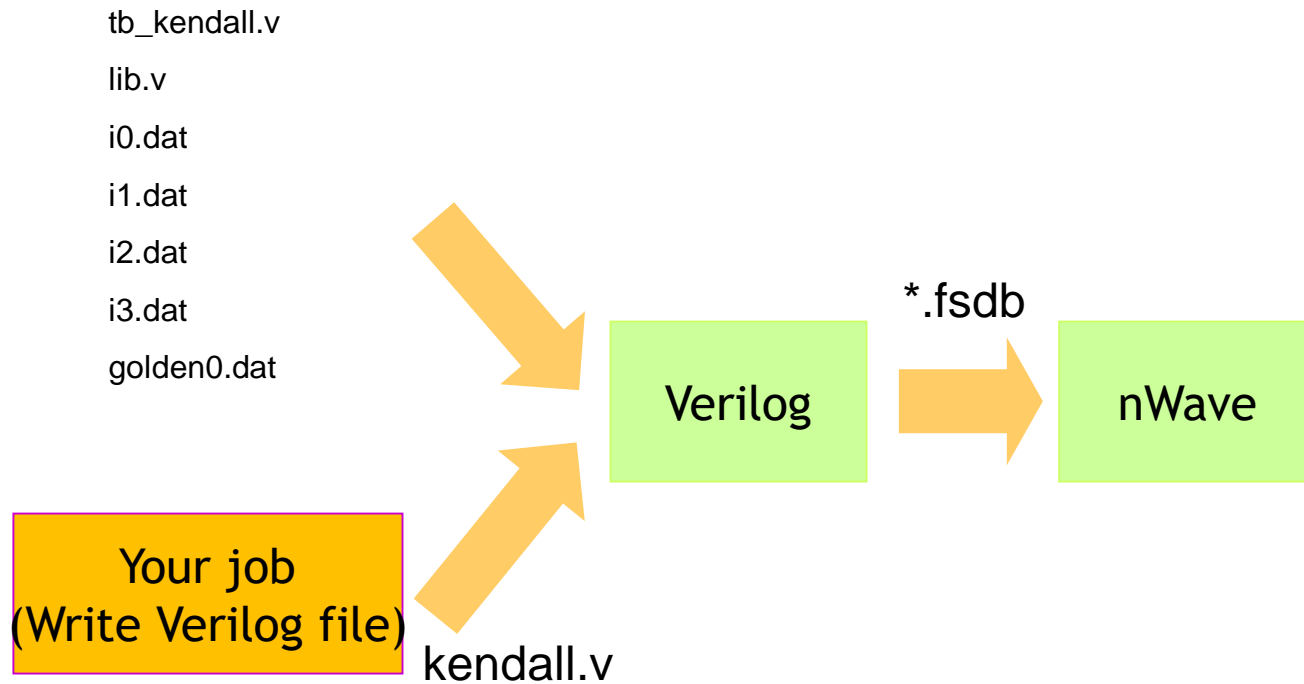 tb_kendall.v
lib.v
i0.dat
i1.dat
i2.dat
i3.dat
golden0.dat
*.fsdb
Verilog
nWave
Your job
(Write Verilog file)
kendall.v